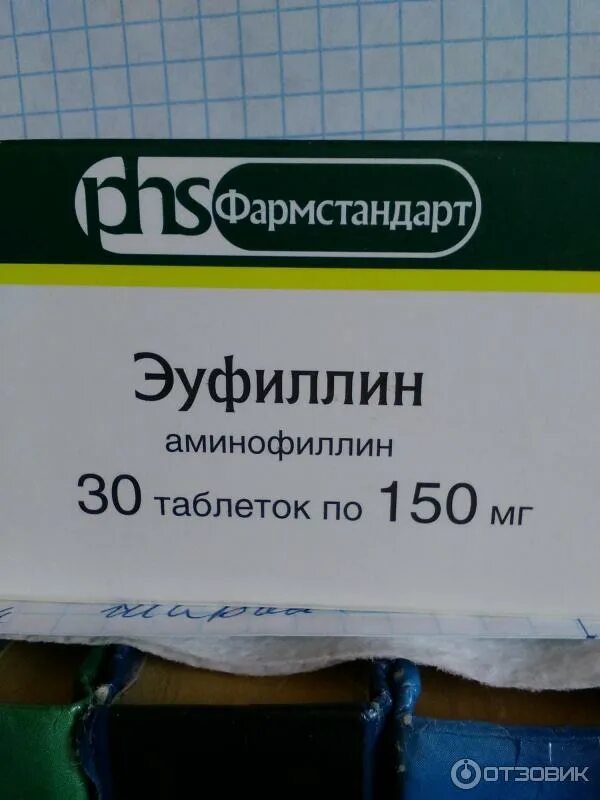 phs Фармстандарт
Эуфиллин
аминофиллин
30 таблеток по 150 мг
ОТЗОВИК